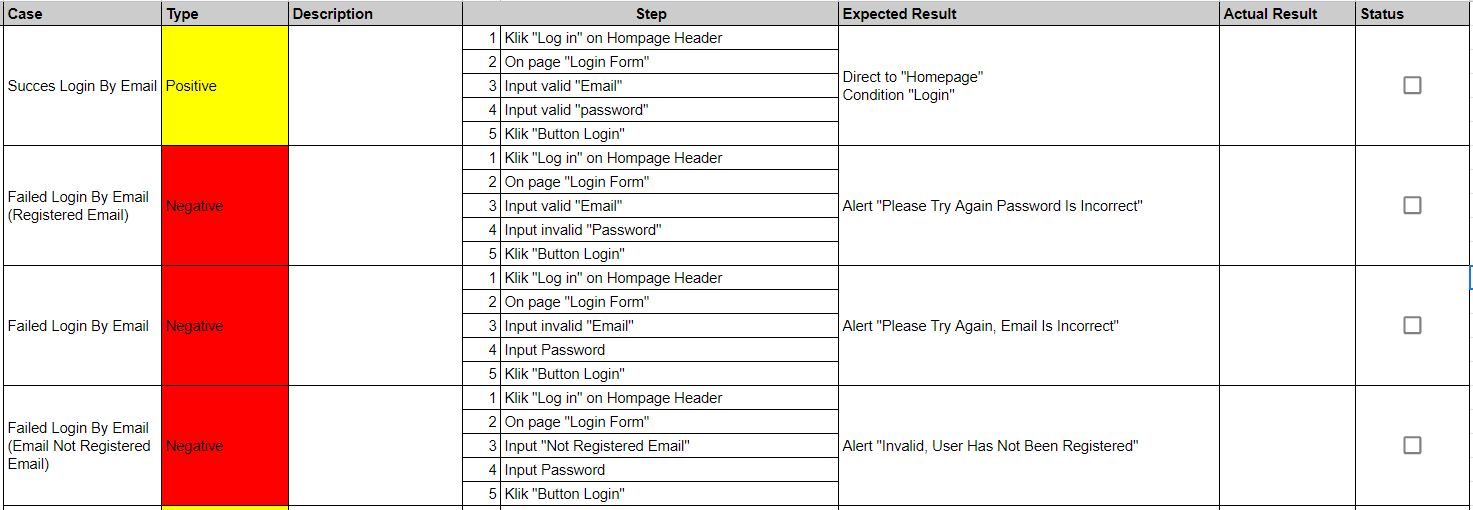 Case Type Description Step Expected Result Actual Result Status
Succes Login By Email Positive
1 Klik "Log in" on Hompage Header
2 On page "Login Form"
3 Input valid "Email"
4 Input valid "password"
5 Klik "Button Login"
Direct to "Homepage"
Condition "Login"
Failed Login By Email
(Registered Email)
Negative
1 Klik "Log in" on Hompage Header
2 On page "Login Form"
3 Input valid "Email"
4 Input invalid "Password"
5 Klik "Button Login"
Alert "Please Try Again Password Is Incorrect"
Failed Login By Email
Negative
1 Klik "Log in" on Hompage Header
2 On page "Login Form"
3 Input invalid "Email"
4 Input Password
5 Klik "Button Login"
Alert "Please Try Again, Email Is Incorrect"
Failed Login By Email
(Email Not Registered
Email)
Negative
1 Klik "Log in" on Hompage Header
2 On page "Login Form"
3 Input "Not Registered Email"
4 Input Password
5 Klik "Button Login"
Alert "Invalid, User Has Not Been Registered"